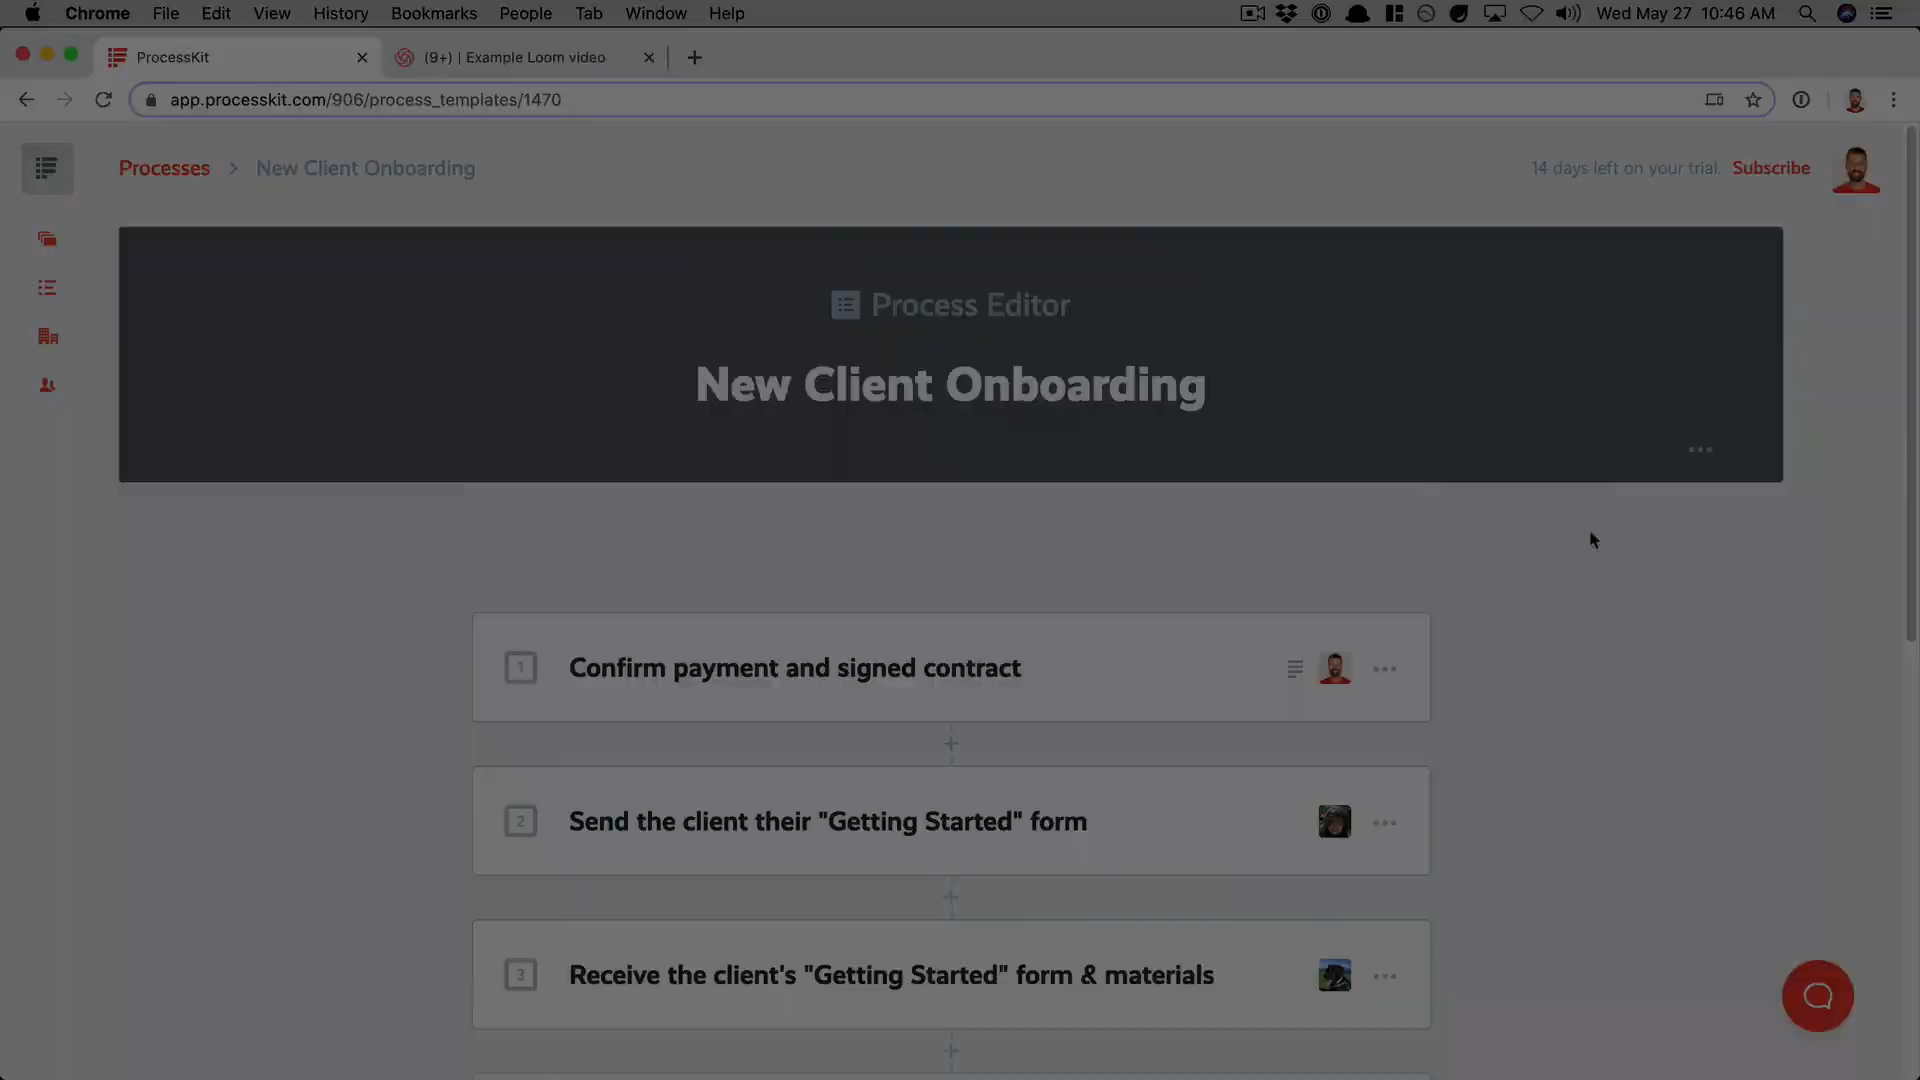 Chrome File Edit View History Bookmarks People Tab Window Help Wed May 27 10:46 AM
ProcessKit (9+) | Example Loom video
app.processkit.com/906/process_templates/1470
Processes > New Client Onboarding 14 days left on your trial. Subscribe
Process Editor
New Client Onboarding
1 Confirm payment and signed contract
2 Send the client their "Getting Started" form
3 Receive the client's "Getting Started" form & materials